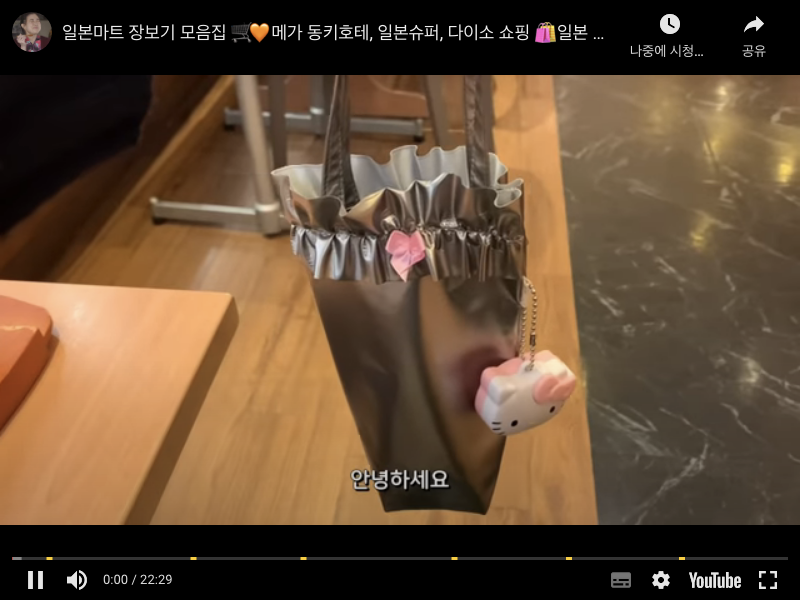 일본마트 장보기 모음집 🛒🧡메가 동키호테, 일본슈퍼, 다이소 쇼핑 🛍️일본 ...
나중에 시청...
공유
안녕하세요
0:00 / 22:29
YouTube